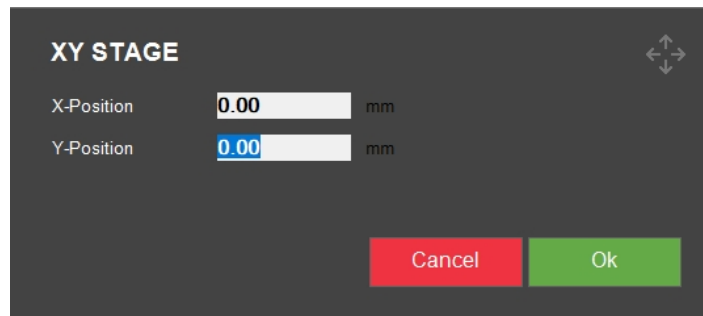 XY STAGE
X-Position 0.00 mm
Y-Position 0.00 mm
Cancel Ok